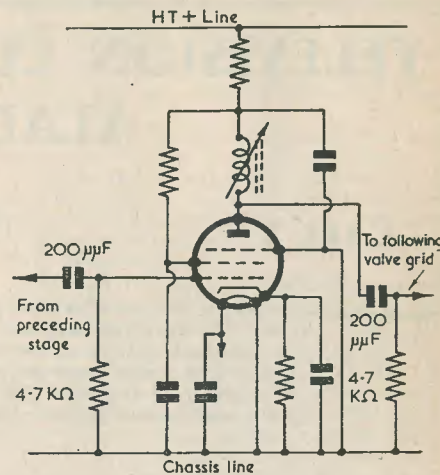 HT + Line
200 μμF
From
preceding
stage
4·7 KΩ
To following
valve grid
200
μμF
4·7
KΩ
Chassis line